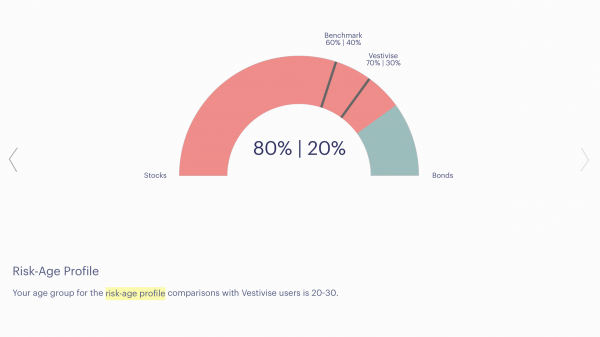 Benchmark
60% | 40%
Vestivise
70% | 30%
80% | 20%
Stocks
Bonds
Risk-Age Profile
Your age group for the risk-age profile comparisons with Vestivise users is 20-30.